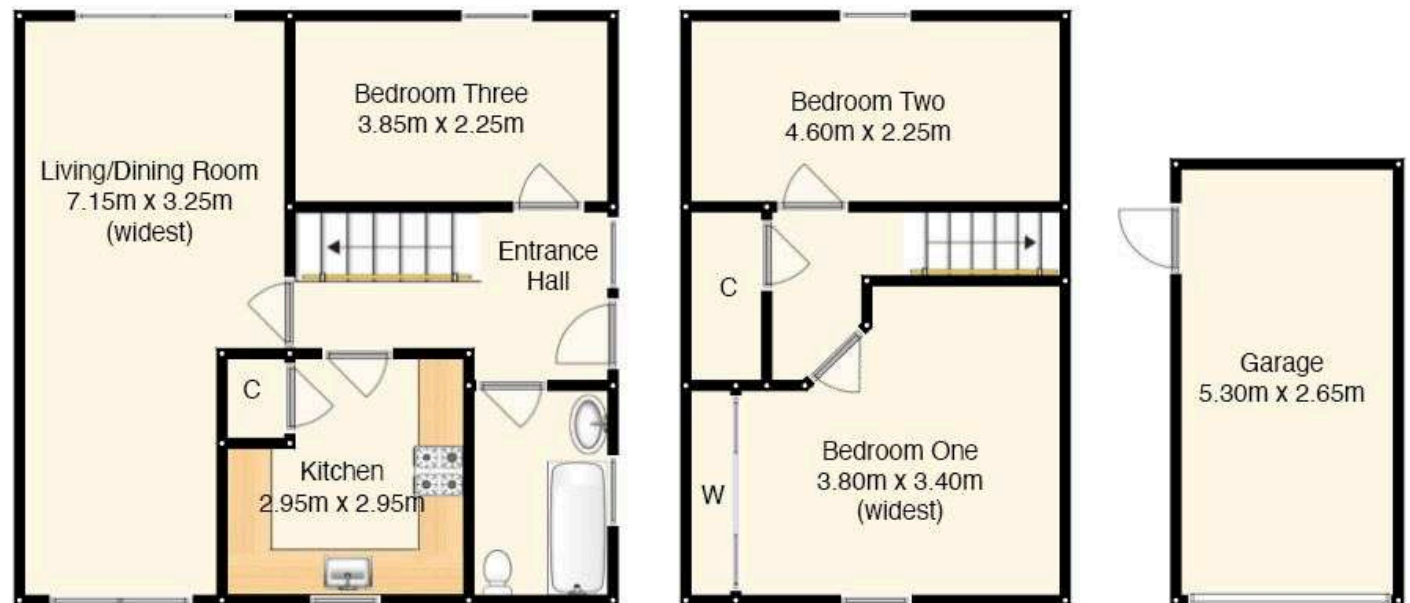 Living/Dining Room
7.15m x 3.25m
(widest)
Bedroom Three
3.85m x 2.25m
Entrance
Hall
C
Kitchen
2.95m x 2.95m
Bedroom Two
4.60m x 2.25m
C
W
Bedroom One
3.80m x 3.40m
(widest)
Garage
5.30m x 2.65m